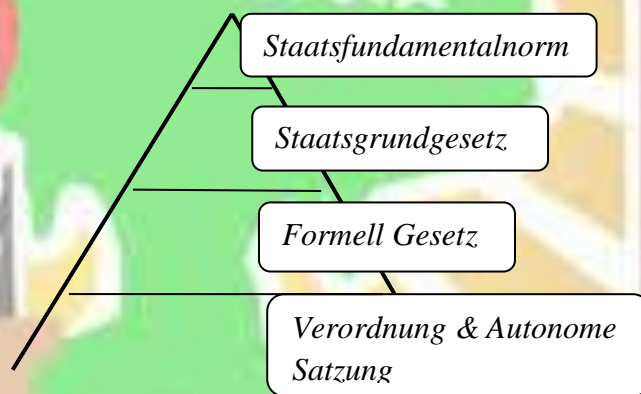 Staatsfundamentalnorm
Staatsgrundgesetz
Formell Gesetz
Verordnung & Autonome
Satzung